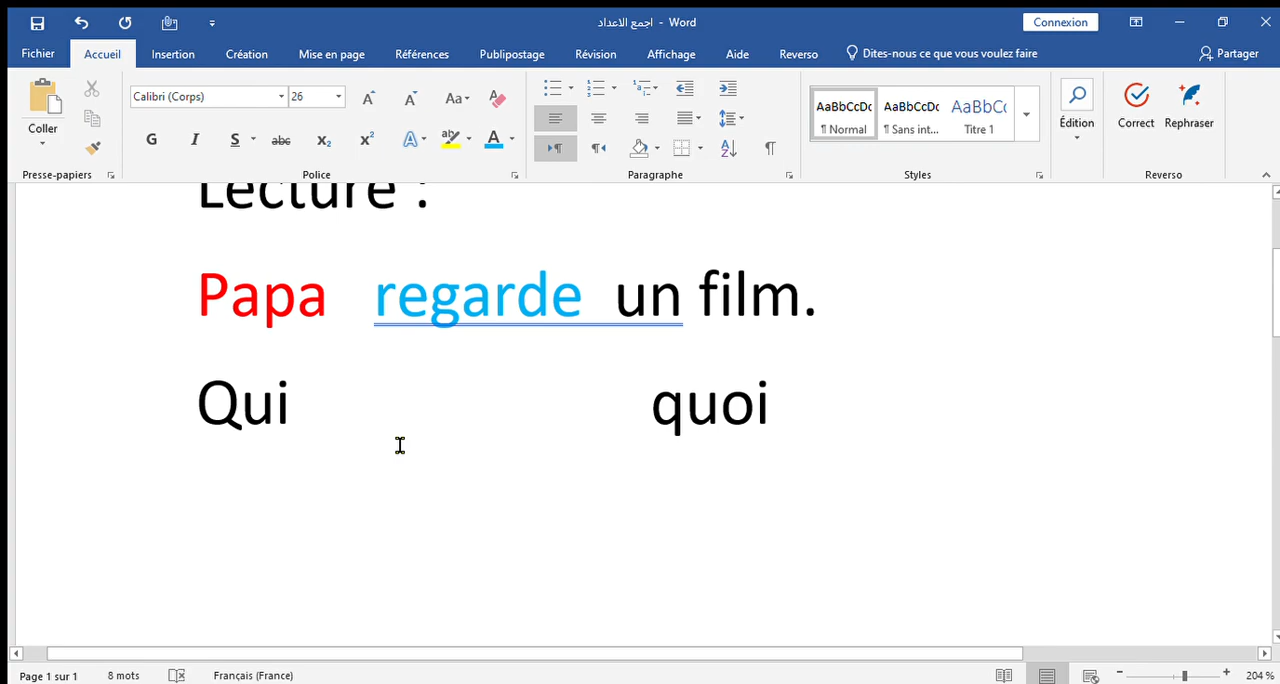 اجمع الاعداد - Word
Connexion
Fichier Accueil Insertion Création Mise en page Références Publipostage Révision Affichage Aide Reverso Dites-nous ce que vous voulez faire Partager
Calibri (Corps) 26 Aa
Coller
G I S abc x₂ x² A ab A
AaBbCcDc AaBbCcDc AaBbCc
¶ Normal ¶ Sans int... Titre 1
Édition Correct Rephraser
Presse-papiers Police Paragraphe Styles Reverso
Lecture :
Papa regarde un film.
Qui quoi
Page 1 sur 1 8 mots Français (France) 204 %